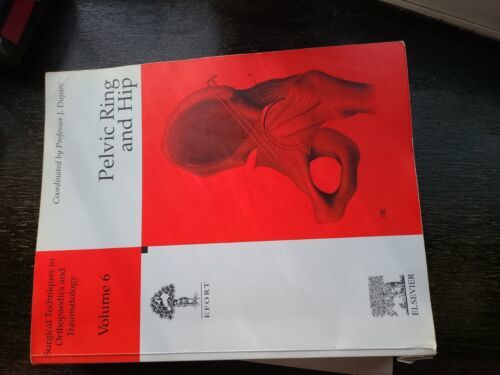 Surgical Techniques in
Orthopaedics and
Traumatology
Volume 6
Coordinated by Professor J. Duparc
Pelvic Ring
and Hip
EFORT
ELSEVIER